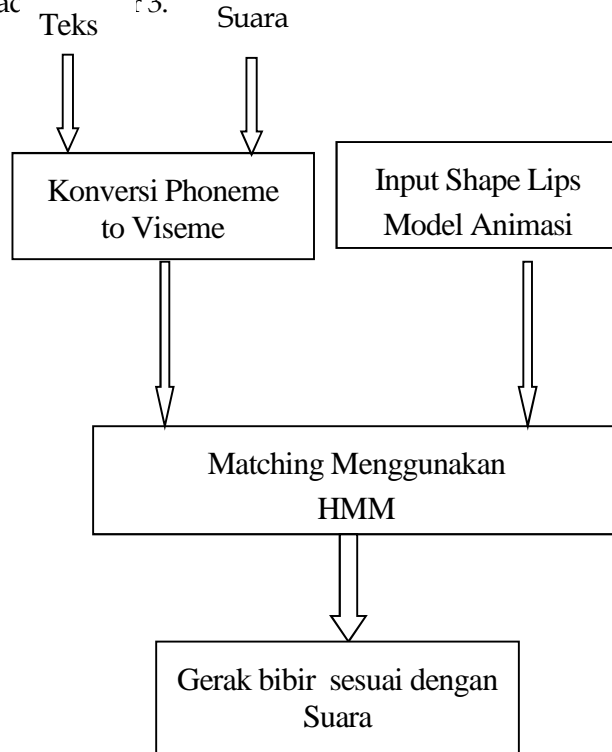 3.
Teks
Suara
Konversi Phoneme
to Viseme
Input Shape Lips
Model Animasi
Matching Menggunakan
HMM
Gerak bibir sesuai dengan
Suara